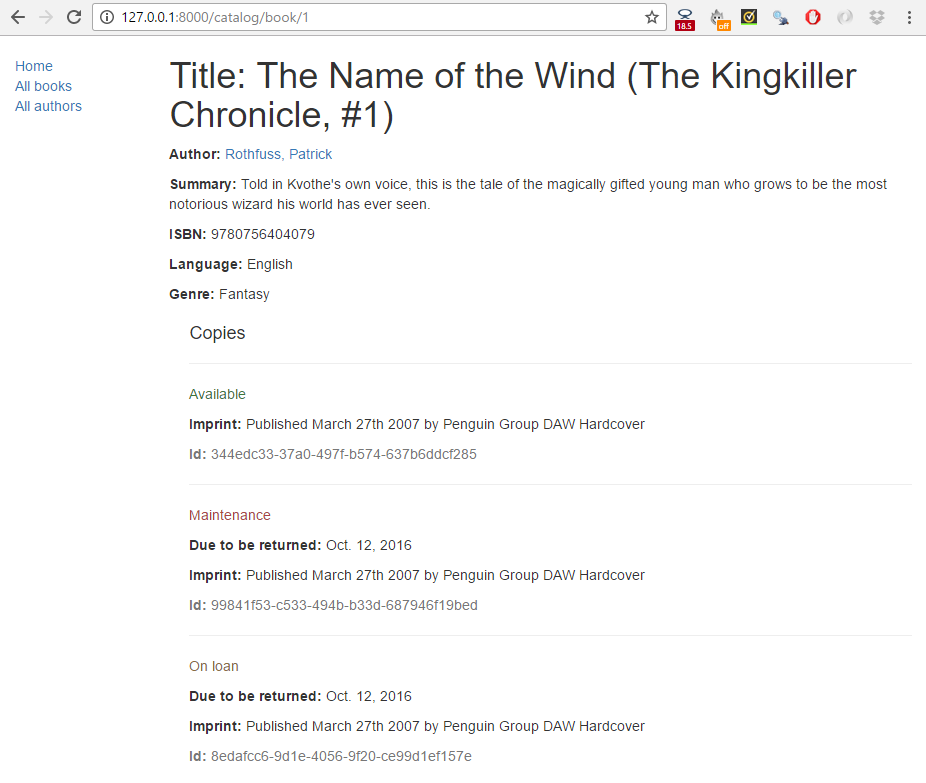 127.0.0.1:8000/catalog/book/1
18.5
off
Home
All books
All authors
Title: The Name of the Wind (The Kingkiller
Chronicle, #1)
Author: Rothfuss, Patrick
Summary: Told in Kvothe's own voice, this is the tale of the magically gifted young man who grows to be the most
notorious wizard his world has ever seen.
ISBN: 9780756404079
Language: English
Genre: Fantasy
Copies
Available
Imprint: Published March 27th 2007 by Penguin Group DAW Hardcover
Id: 344edc33-37a0-497f-b574-637b6ddcf285
Maintenance
Due to be returned: Oct. 12, 2016
Imprint: Published March 27th 2007 by Penguin Group DAW Hardcover
Id: 99841f53-c533-494b-b33d-687946f19bed
On loan
Due to be returned: Oct. 12, 2016
Imprint: Published March 27th 2007 by Penguin Group DAW Hardcover
Id: 8edafcc6-9d1e-4056-9f20-ce99d1ef157e